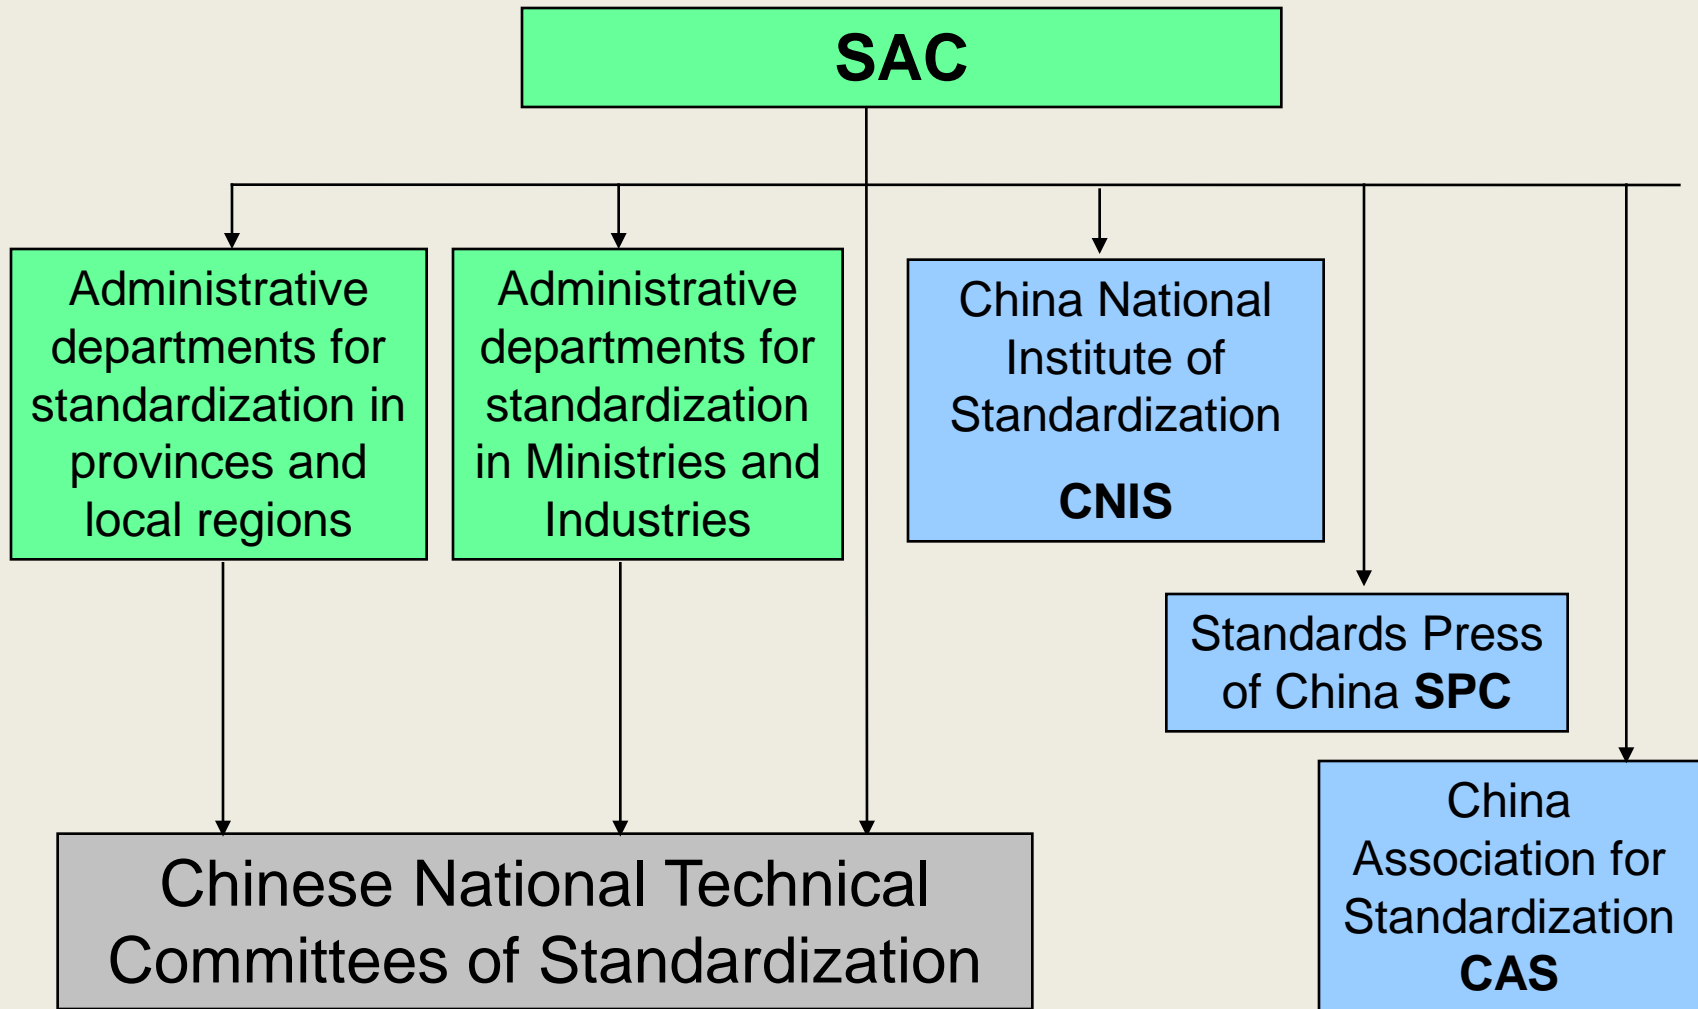 SAC
Administrative
departments for
standardization in
provinces and
local regions
Administrative
departments for
standardization
in Ministries and
Industries
China National
Institute of
Standardization
CNIS
Standards Press
of China SPC
China
Association for
Standardization
CAS
Chinese National Technical
Committees of Standardization